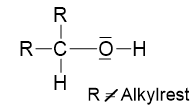 R
R–C–O–H
H
R ≠ Alkylrest